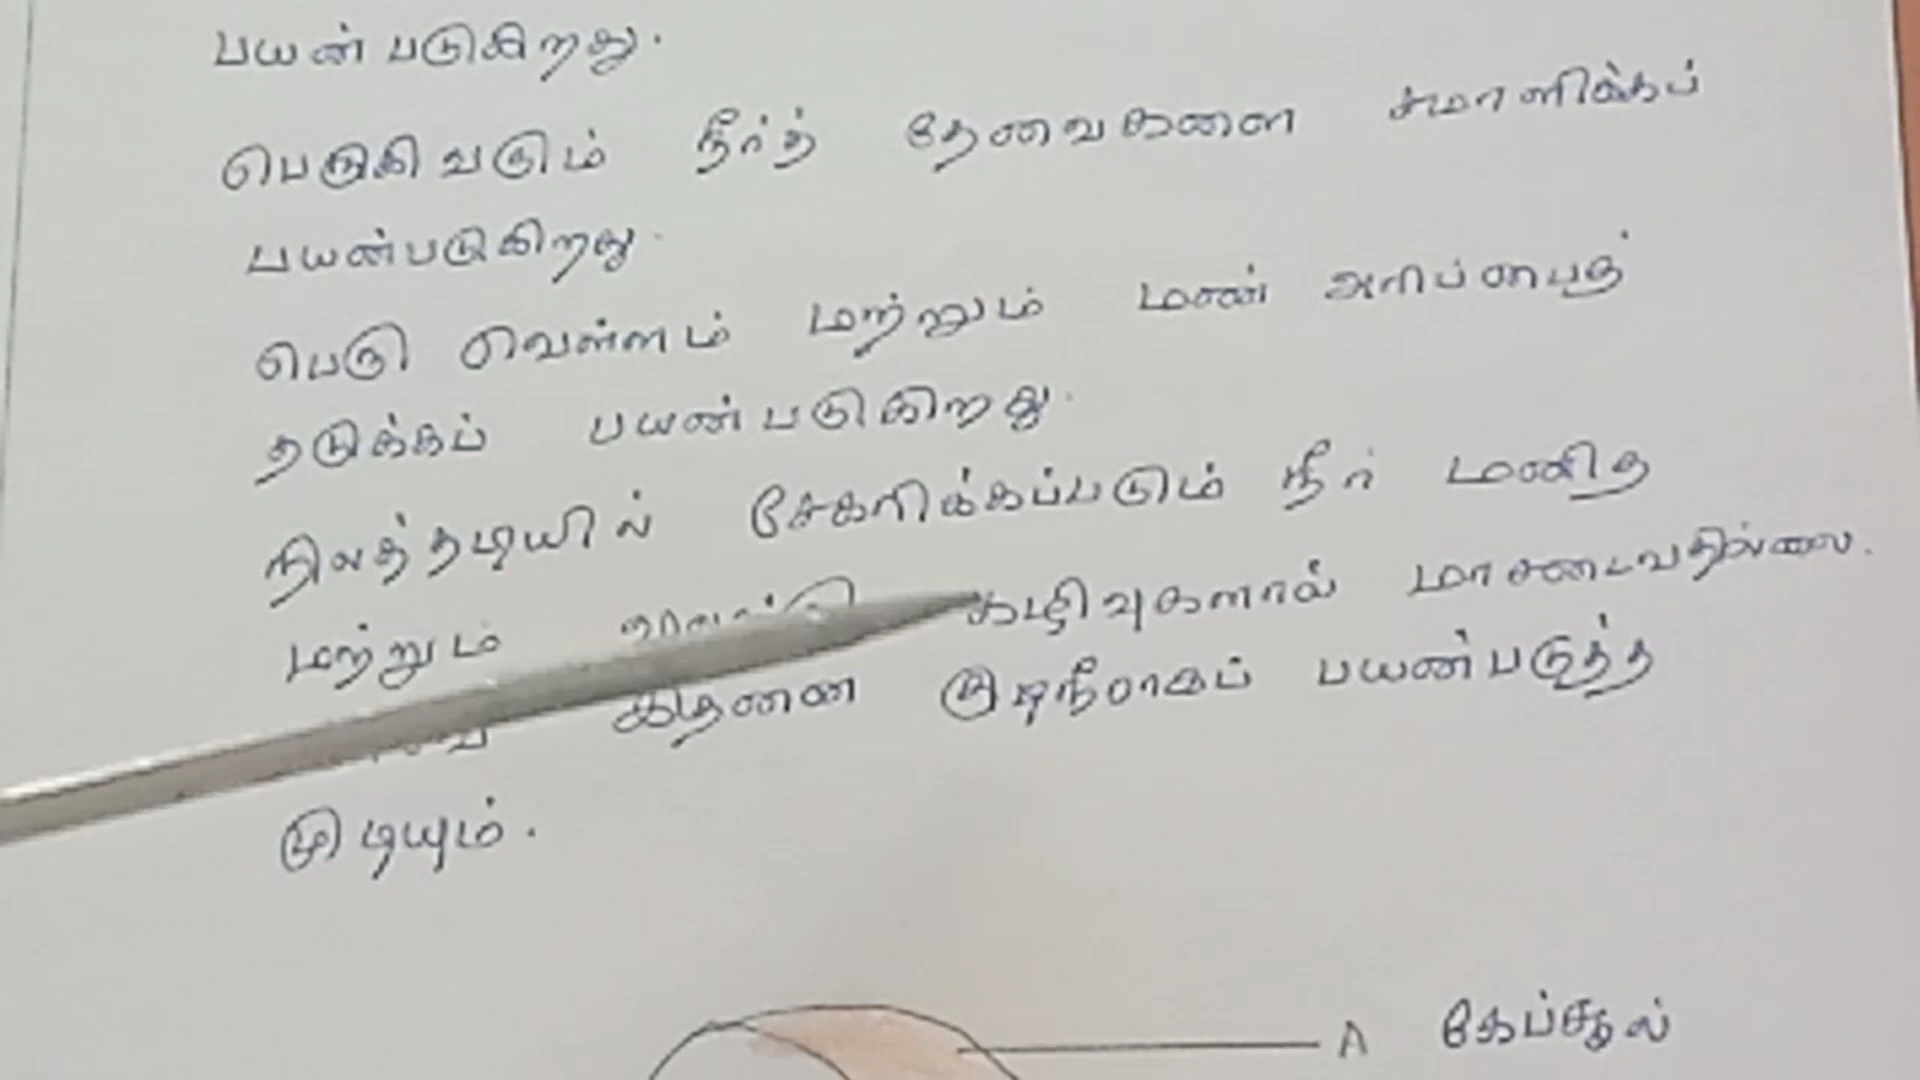 பயன்படுகிறது.
பெருகி வரும் நீர்த் தேவைகளை சமாளிக்கப்
பயன்படுகிறது.
பெரு வெள்ளம் மற்றும் மண் அரிப்பைத்
தடுக்கப் பயன்படுகிறது.
நிலத்தடியில் சேகரிக்கப்படும் நீர் மனித
மற்றும் கழிவுகளால் மாசடைவதில்லை.
இதனை குடிநீராகப் பயன்படுத்த
முடியும்.
A கேப்சூல்